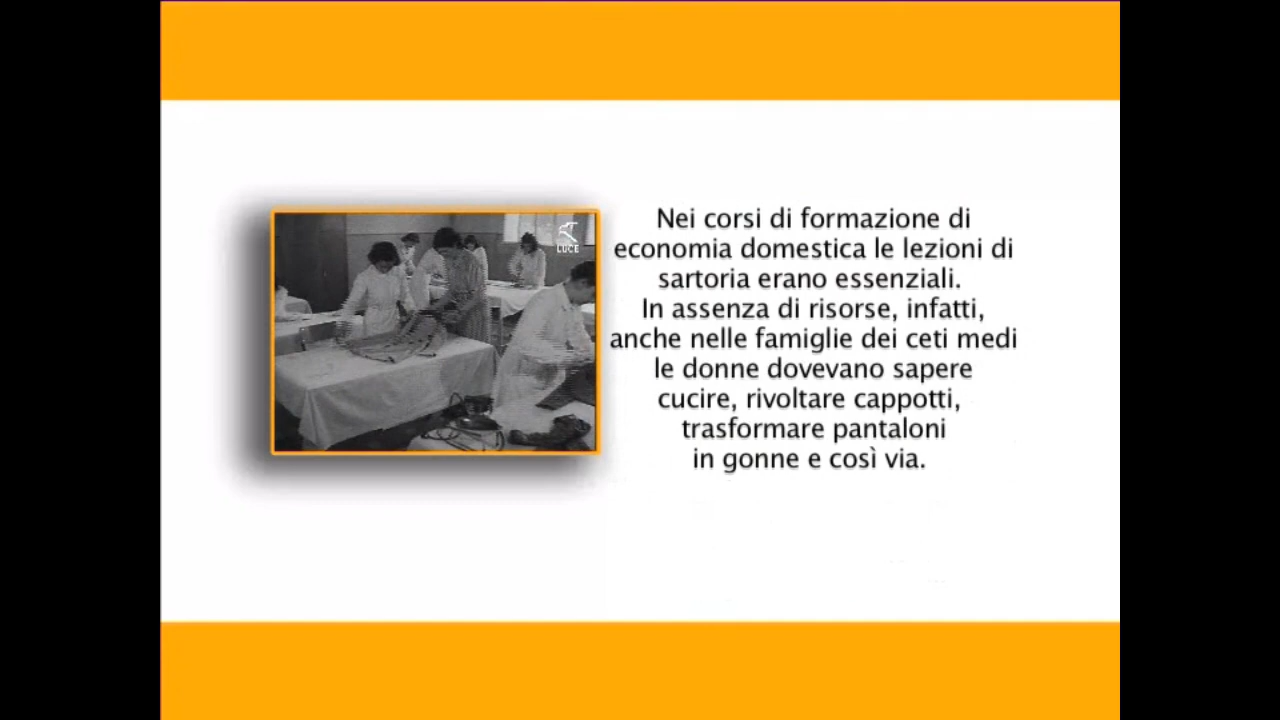 LUCE
Nei corsi di formazione di
economia domestica le lezioni di
sartoria erano essenziali.
In assenza di risorse, infatti,
anche nelle famiglie dei ceti medi
le donne dovevano sapere
cucire, rivoltare cappotti,
trasformare pantaloni
in gonne e così via.